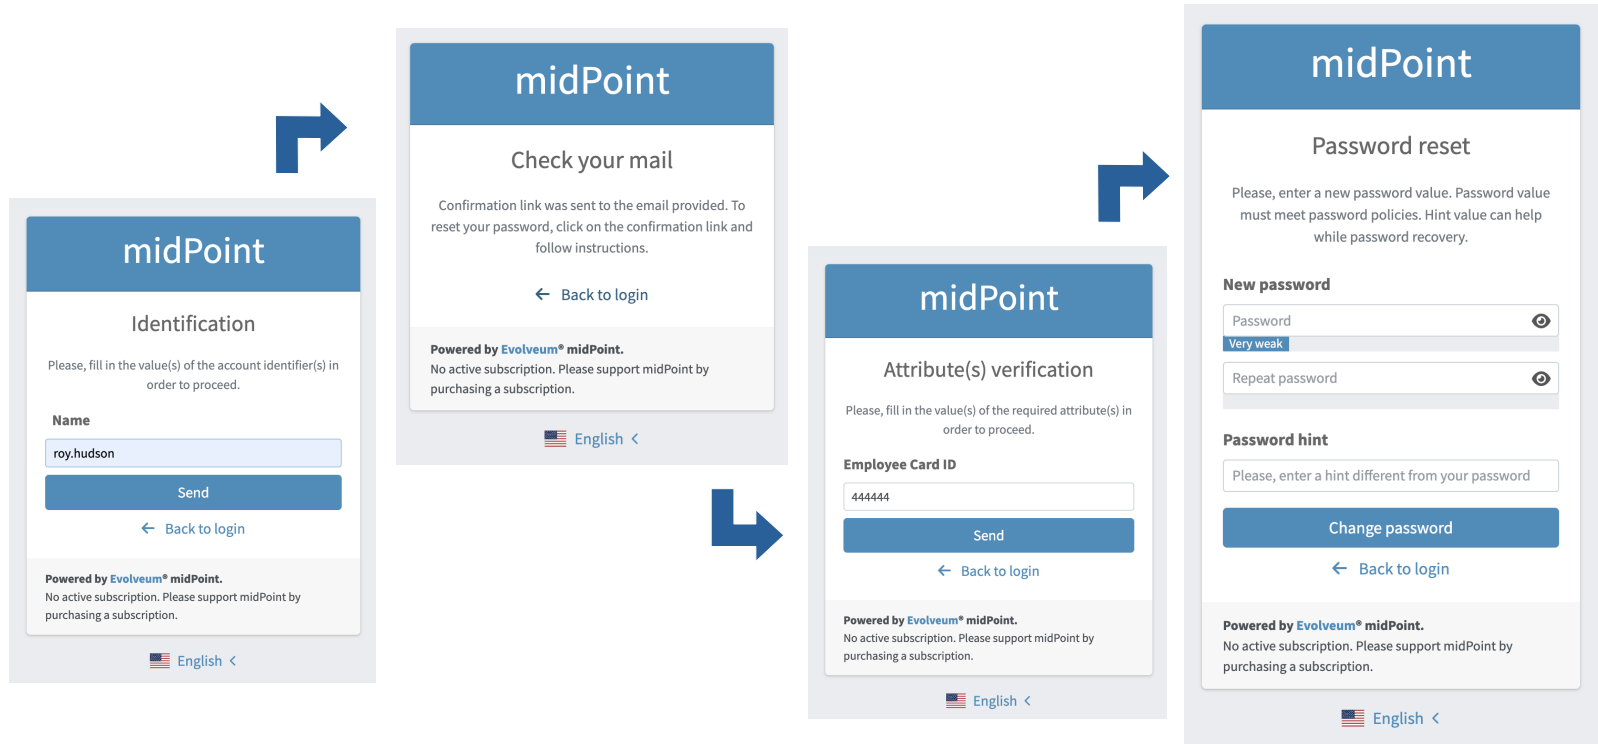 midPoint
Identification
Please, fill in the value(s) of the account identifier(s) in
order to proceed.
Name
roy.hudson
Send
Back to login
Powered by Evolveum® midPoint.
No active subscription. Please support midPoint by
purchasing a subscription.
English
midPoint
Check your mail
Confirmation link was sent to the email provided. To
reset your password, click on the confirmation link and
follow instructions.
Back to login
Powered by Evolveum® midPoint.
No active subscription. Please support midPoint by
purchasing a subscription.
English
midPoint
Attribute(s) verification
Please, fill in the value(s) of the required attribute(s) in
order to proceed.
Employee Card ID
444444
Send
Back to login
Powered by Evolveum® midPoint.
No active subscription. Please support midPoint by
purchasing a subscription.
English
midPoint
Password reset
Please, enter a new password value. Password value
must meet password policies. Hint value can help
while password recovery.
New password
Password
Very weak
Repeat password
Password hint
Please, enter a hint different from your password
Change password
Back to login
Powered by Evolveum® midPoint.
No active subscription. Please support midPoint by
purchasing a subscription.
English